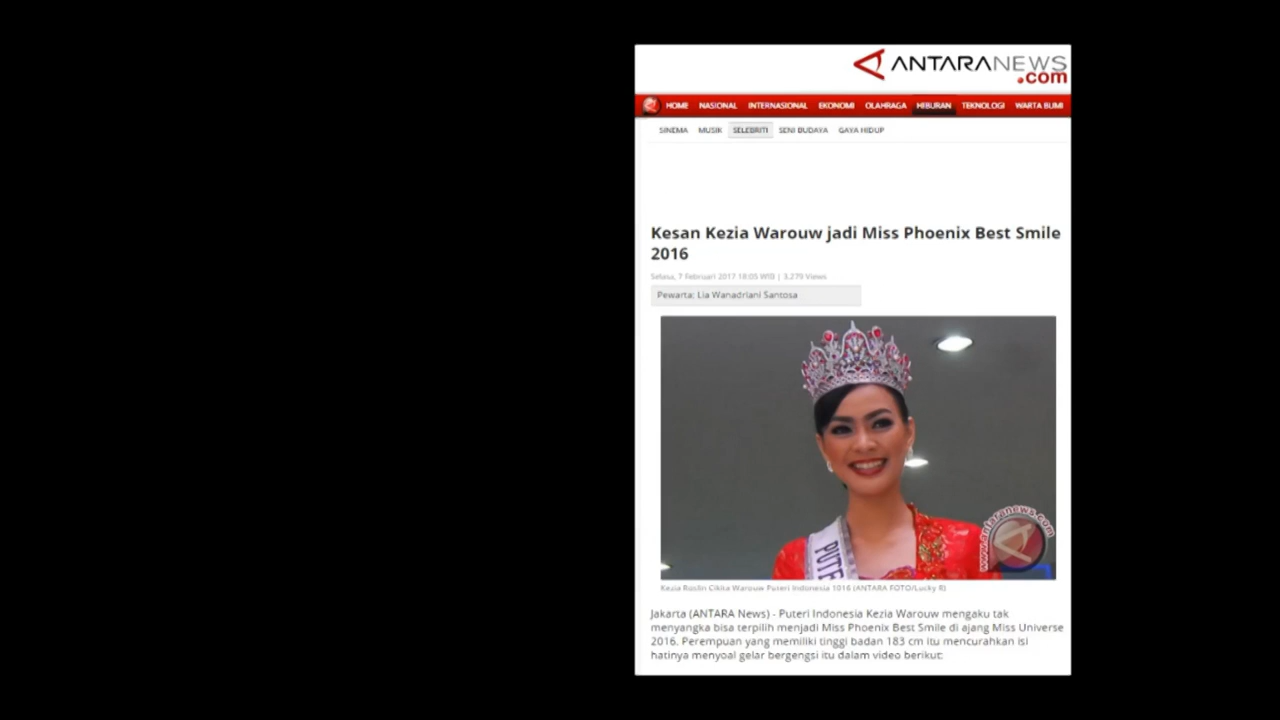 ANTARANEWS
.com
HOME NASIONAL INTERNASIONAL EKONOMI OLAHRAGA HIBURAN TEKNOLOGI WARTA BUMI
SINEMA MUSIK SELEBRITI SENI BUDAYA GAYA HIDUP
Kesan Kezia Warouw jadi Miss Phoenix Best Smile
2016
Selasa, 7 Februari 2017 18:05 WIB | 3.279 Views
Pewarta: Lia Wanadriani Santosa
PUTE
www.antaranews.com
Kezia Roslin Cikita Warouw Puteri Indonesia 1016 (ANTARA FOTO/Lucky R)
Jakarta (ANTARA News) - Puteri Indonesia Kezia Warouw mengaku tak
menyangka bisa terpilih menjadi Miss Phoenix Best Smile di ajang Miss Universe
2016. Perempuan yang memiliki tinggi badan 183 cm itu mencurahkan isi
hatinya menyoal gelar bergengsi itu dalam video berikut: